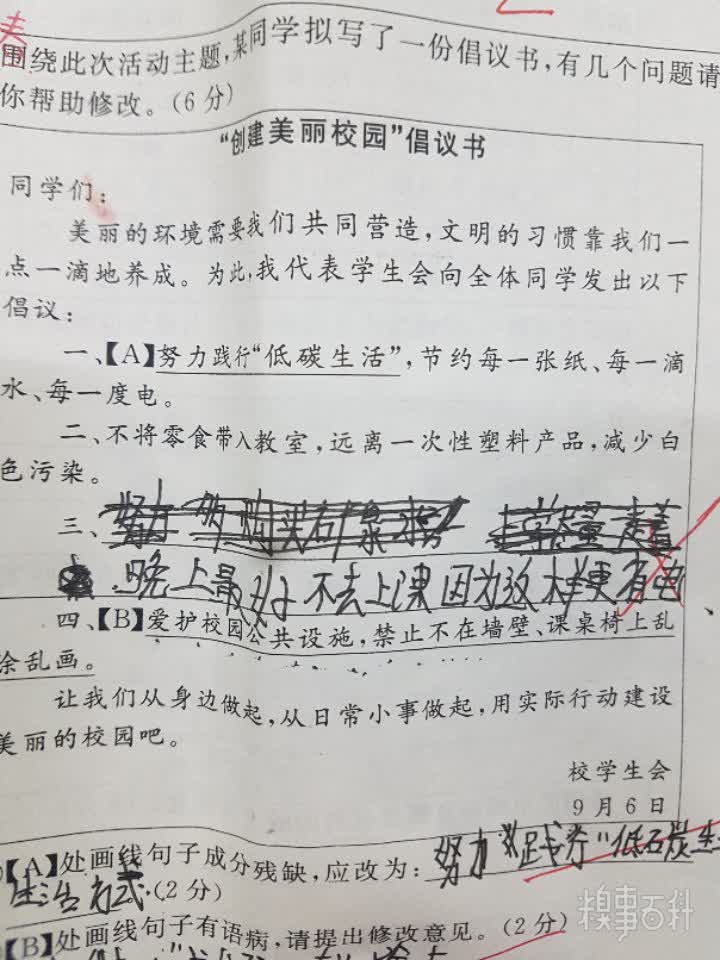 围绕此次活动主题,某同学拟写了一份倡议书,有几个问题请
你帮助修改。(6分)
“创建美丽校园”倡议书
同学们:
美丽的环境需要我们共同营造,文明的习惯靠我们一
点一滴地养成。为此,我代表学生会向全体同学发出以下
倡议:
一、【A】努力践行“低碳生活”,节约每一张纸、每一滴
水、每一度电。
二、不将零食带入教室,远离一次性塑料产品,减少白
色污染。
三、
晚上最好不去上课因为这样更有电
四、【B】爱护校园公共设施,禁止不在墙壁、课桌椅上乱
涂乱画。
让我们从身边做起,从日常小事做起,用实际行动建设
美丽的校园吧。
校学生会
9月6日
【A】处画线句子成分残缺,应改为:努力践行“低碳生
生活方式.(2分)
【B】处画线句子有语病,请提出修改意见。(2分)
糗事百科